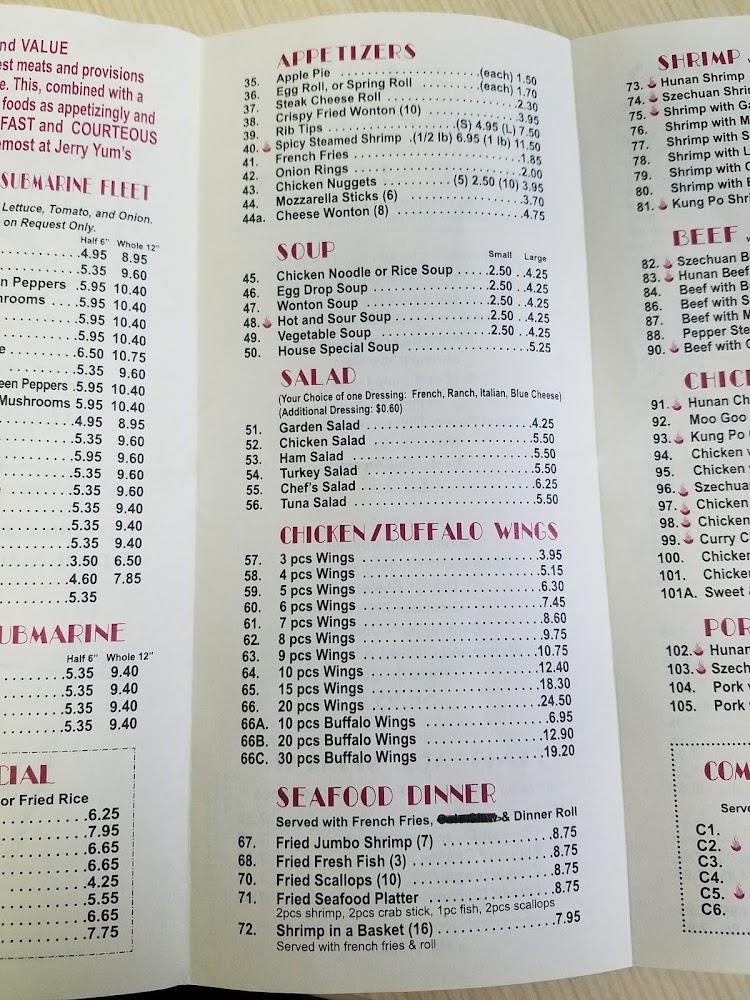 nd VALUE
est meats and provisions
e. This, combined with a
foods as appetizingly and
FAST and COURTEOUS
emost at Jerry Yum's
SUBMARINE FLEET
Lettuce, Tomato, and Onion.
on Request Only.
Half 6" Whole 12"
.4.95 8.95
.5.35 9.60
n Peppers .5.95 10.40
hrooms .5.95 10.40
.5.95 10.40
.5.95 10.40
e .6.50 10.75
.5.35 9.60
een Peppers .5.95 10.40
Mushrooms 5.95 10.40
.4.95 8.95
.5.35 9.60
.5.95 9.60
.5.35 9.60
.5.35 9.60
.5.35 9.40
.5.35 9.40
.5.35 9.40
.3.50 6.50
.4.60 7.85
.5.35
UBMARINE
Half 6" Whole 12"
.5.35 9.40
.5.35 9.40
.5.35 9.40
.5.35 9.40
CIAL
or Fried Rice
.6.25
.7.95
.6.65
.6.65
.4.25
.5.55
.6.65
.7.75
APPETIZERS
35. Apple Pie (each) 1.50
36. Egg Roll, or Spring Roll (each) 1.70
37. Steak Cheese Roll 2.30
38. Crispy Fried Wonton (10) 3.95
39. Rib Tips (S) 4.95 (L) 7.50
40. Spicy Steamed Shrimp .(1/2 lb) 6.95 (1 lb) 11.50
41. French Fries 1.85
42. Onion Rings 2.00
43. Chicken Nuggets (5) 2.50 (10) 3.95
44. Mozzarella Sticks (6) 3.70
44a. Cheese Wonton (8) 4.75
SOUP
Small Large
45. Chicken Noodle or Rice Soup 2.50 4.25
46. Egg Drop Soup 2.50 4.25
47. Wonton Soup 2.50 4.25
48. Hot and Sour Soup 2.50 4.25
49. Vegetable Soup 2.50 4.25
50. House Special Soup 5.25
SALAD
(Your Choice of one Dressing: French, Ranch, Italian, Blue Cheese)
(Additional Dressing: $0.60)
51. Garden Salad 4.25
52. Chicken Salad 5.50
53. Ham Salad 5.50
54. Turkey Salad 5.50
55. Chef's Salad 6.25
56. Tuna Salad 5.50
CHICKEN/BUFFALO WINGS
57. 3 pcs Wings 3.95
58. 4 pcs Wings 5.15
59. 5 pcs Wings 6.30
60. 6 pcs Wings 7.45
61. 7 pcs Wings 8.60
62. 8 pcs Wings 9.75
63. 9 pcs Wings 10.75
64. 10 pcs Wings 12.40
65. 15 pcs Wings 18.30
66. 20 pcs Wings 24.50
66A. 10 pcs Buffalo Wings 6.95
66B. 20 pcs Buffalo Wings 12.90
66C. 30 pcs Buffalo Wings 19.20
SEAFOOD DINNER
Served with French Fries, & Dinner Roll
67. Fried Jumbo Shrimp (7) 8.75
68. Fried Fresh Fish (3) 8.75
70. Fried Scallops (10) 8.75
71. Fried Seafood Platter 8.75
2pcs shrimp, 2pcs crab stick, 1pc fish, 2pcs scallops
72. Shrimp in a Basket (16) 7.95
Served with french fries & roll
SHRIMP
73. Hunan Shrimp
74. Szechuan Shri
75. Shrimp with Ga
76. Shrimp with M
77. Shrimp with S
78. Shrimp with L
79. Shrimp with C
80. Shrimp with B
81. Kung Po Shri
BEEF
82. Szechuan B
83. Hunan Beef
84. Beef with B
86. Beef with S
87. Beef with M
88. Pepper Ste
90. Beef with C
CHIC
91. Hunan Ch
92. Moo Goo
93. Kung Po
94. Chicken
95. Chicken
96. Szechua
97. Chicken
98. Chicken
99. Curry C
100. Chicke
101. Chicke
101A. Sweet
POR
102. Hunan
103. Szech
104. Pork
105. Pork
COM
Serve
C1.
C2.
C3.
C4.
C5.
C6.